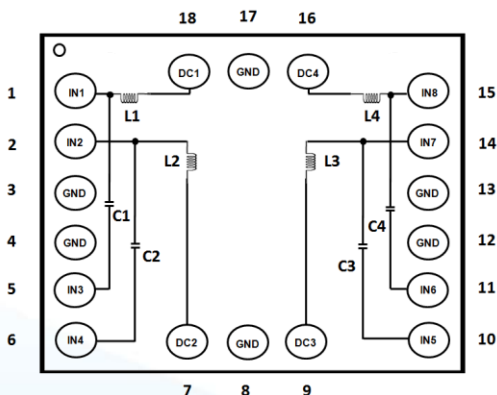 18 17 16
DC1 GND DC4
1 IN1 L1 L4 IN8 15
2 IN2 L2 L3 IN7 14
3 GND C1 C4 GND 13
4 GND C2 C3 GND 12
5 IN3 IN6 11
6 IN4 DC2 GND DC3 IN5 10
7 8 9